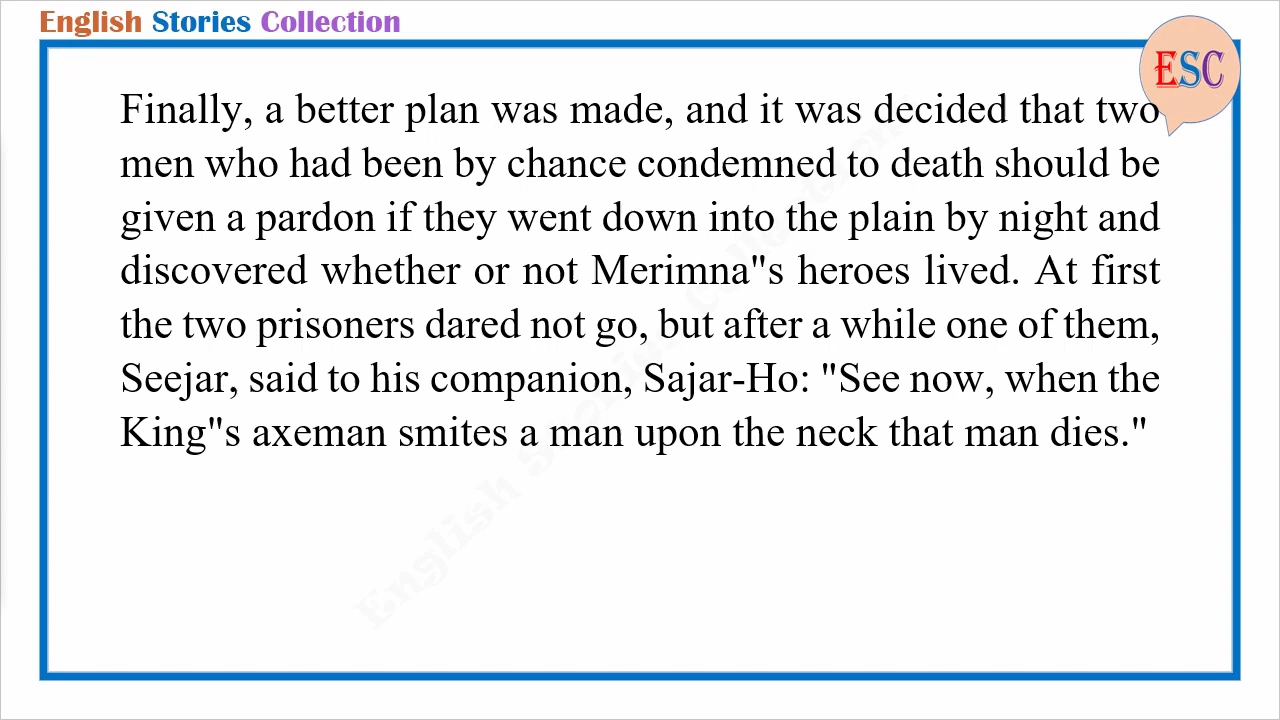 English Stories Collection
ESC
Finally, a better plan was made, and it was decided that two
men who had been by chance condemned to death should be
given a pardon if they went down into the plain by night and
discovered whether or not Merimna"s heroes lived. At first
the two prisoners dared not go, but after a while one of them,
Seejar, said to his companion, Sajar-Ho: "See now, when the
King"s axeman smites a man upon the neck that man dies."
English Stories Collection